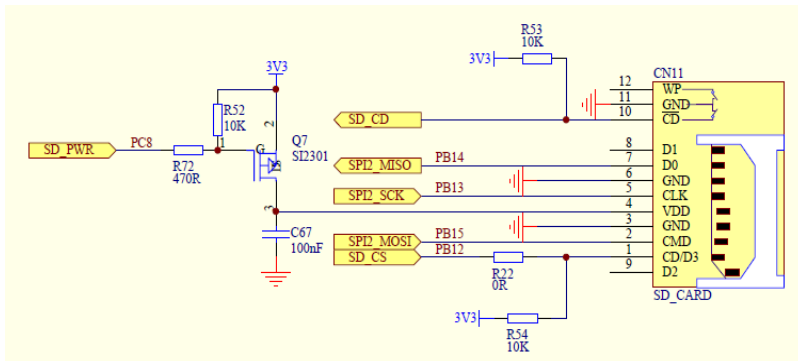 R53
10K
3V3
CN11
12
WP
11
GND
10
CD
3V3
R52
10K
2
SD_CD
SD_PWR
PC8
1
G
Q7
SI2301
R72
470R
8
D1
SPI2_MISO
PB14
7
D0
6
GND
SPI2_SCK
PB13
5
CLK
3
4
VDD
3
GND
C67
100nF
SPI2_MOSI
PB15
2
CMD
SD_CS
PB12
1
CD/D3
R22
0R
9
D2
SD_CARD
3V3
R54
10K